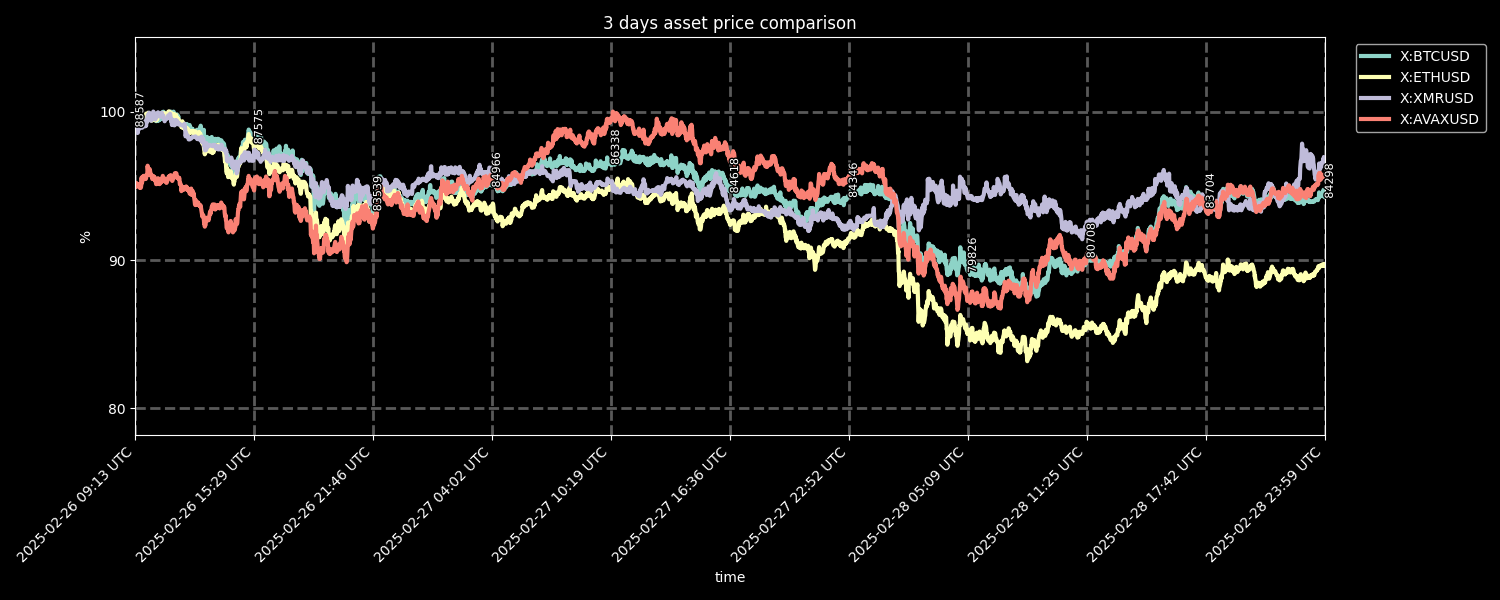 3 days asset price comparison
X:BTCUSD
X:ETHUSD
X:XMRUSD
X:AVAXUSD
100
90
80
%
88587
87575
83539
84966
86338
84618
84346
79826
80708
83704
84298
2025-02-26 09:13 UTC
2025-02-26 15:29 UTC
2025-02-26 21:46 UTC
2025-02-27 04:02 UTC
2025-02-27 10:19 UTC
2025-02-27 16:36 UTC
2025-02-27 22:52 UTC
2025-02-28 05:09 UTC
2025-02-28 11:25 UTC
2025-02-28 17:42 UTC
2025-02-28 23:59 UTC
time